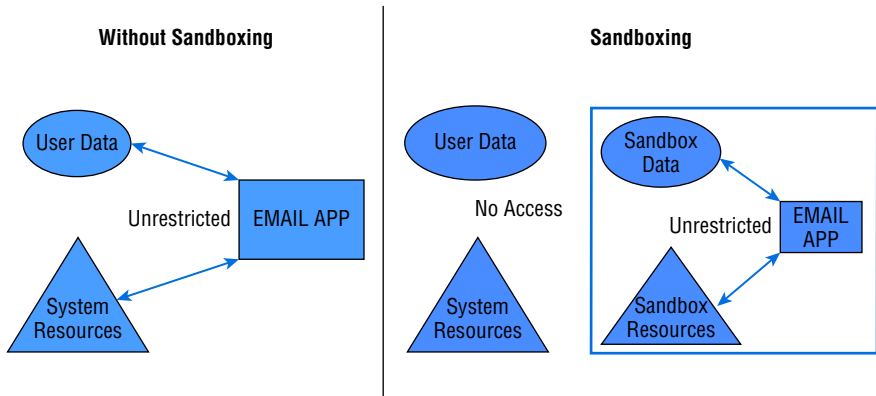 Without Sandboxing
User Data
Unrestricted
EMAIL APP
System
Resources
Sandboxing
User Data
No Access
System
Resources
Sandbox
Data
Unrestricted
EMAIL
APP
Sandbox
Resources